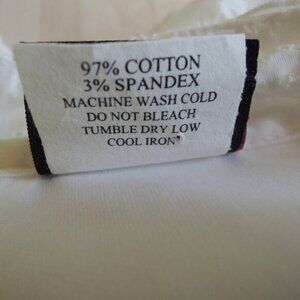 97% COTTON
3% SPANDEX
MACHINE WASH COLD
DO NOT BLEACH
TUMBLE DRY LOW
COOL IRON